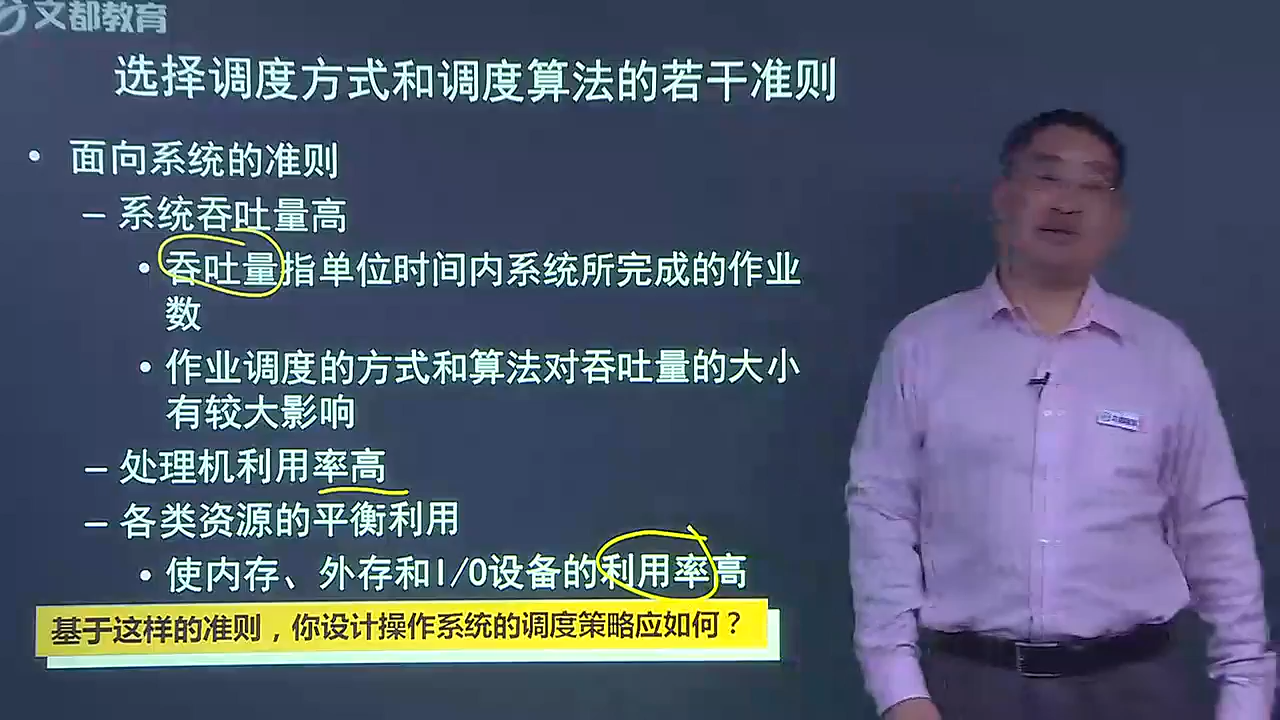 文都教育
选择调度方式和调度算法的若干准则
• 面向系统的准则
– 系统吞吐量高
• 吞吐量指单位时间内系统所完成的作业
数
• 作业调度的方式和算法对吞吐量的大小
有较大影响
– 处理机利用率高
– 各类资源的平衡利用
• 使内存、外存和I/O设备的利用率高
基于这样的准则，你设计操作系统的调度策略应如何？